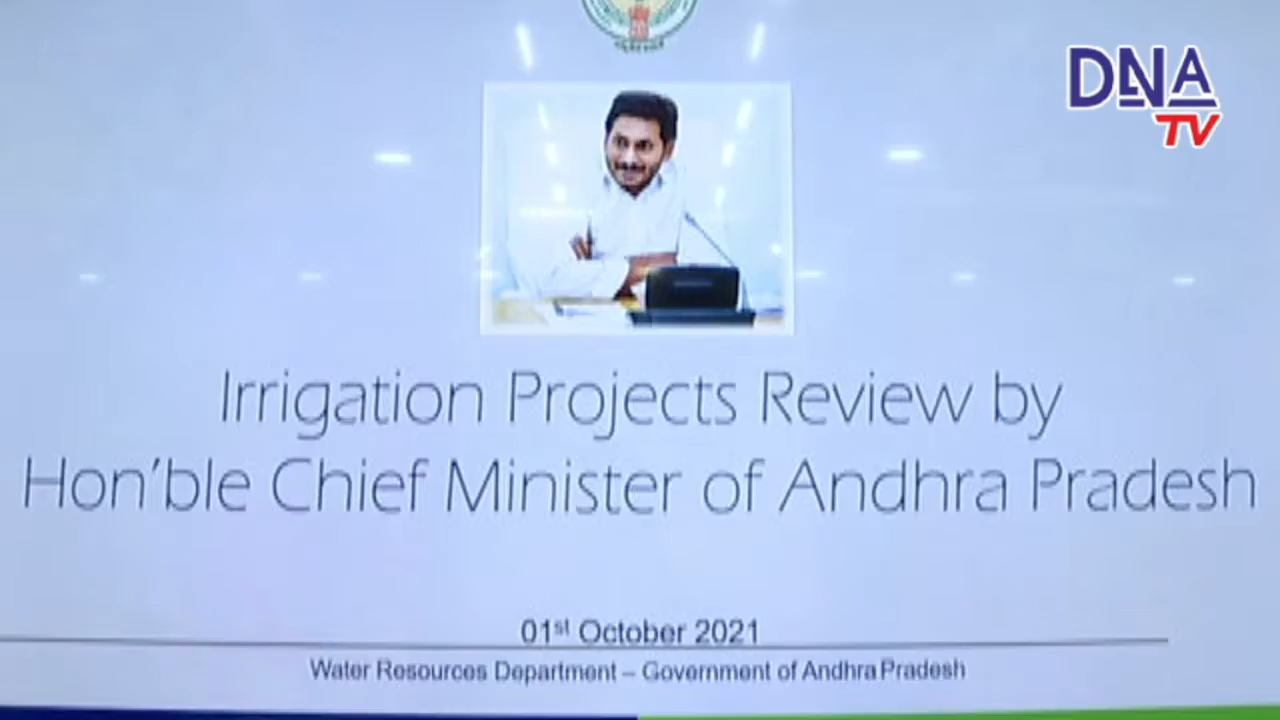 DNA
TV
Irrigation Projects Review by
Hon'ble Chief Minister of Andhra Pradesh
01st October 2021
Water Resources Department – Government of Andhra Pradesh